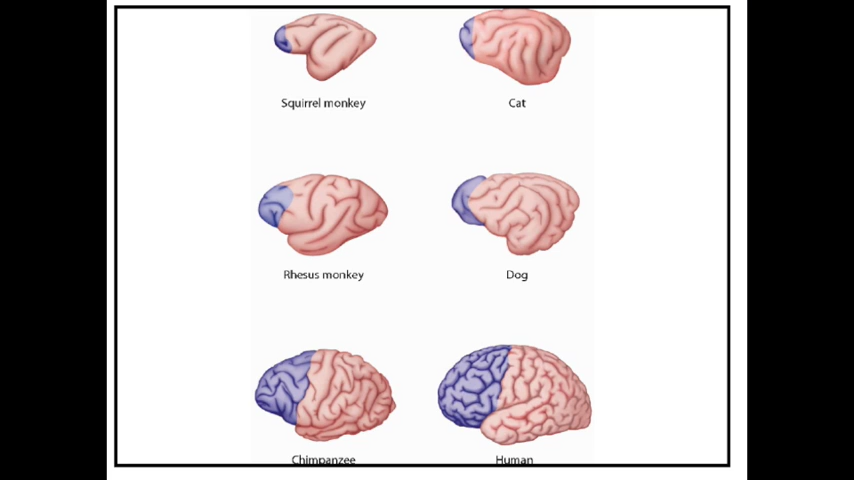 Squirrel monkey
Cat
Rhesus monkey
Dog
Chimpanzee
Human